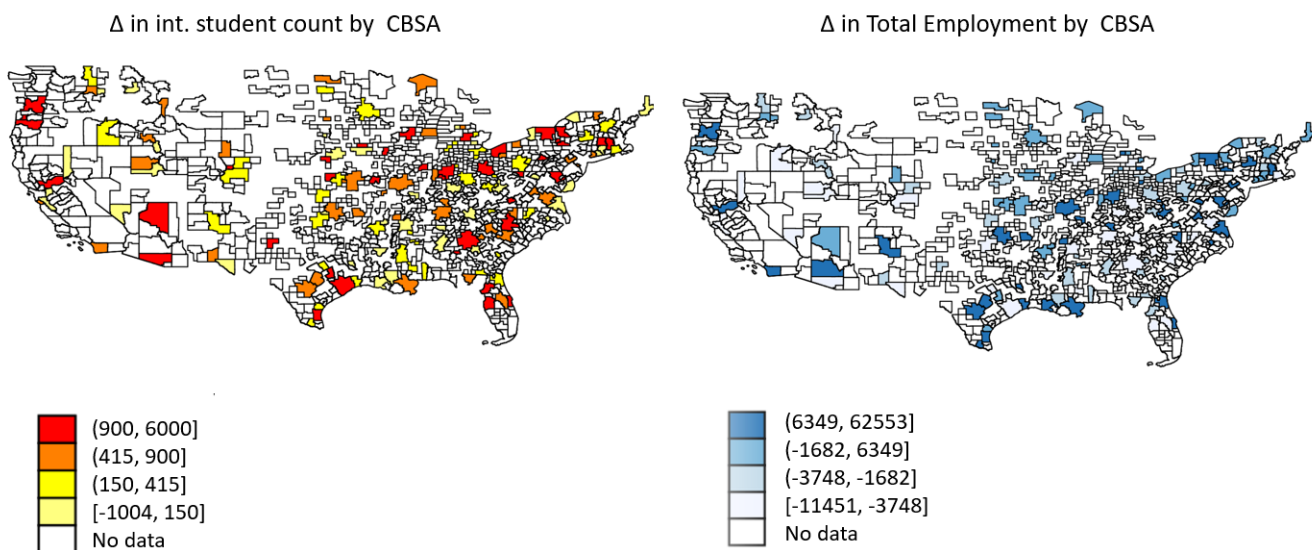 Δ in int. student count by CBSA
Δ in Total Employment by CBSA
(900, 6000]
(415, 900]
(150, 415]
[-1004, 150]
No data
(6349, 62553]
(-1682, 6349]
(-3748, -1682]
[-11451, -3748]
No data